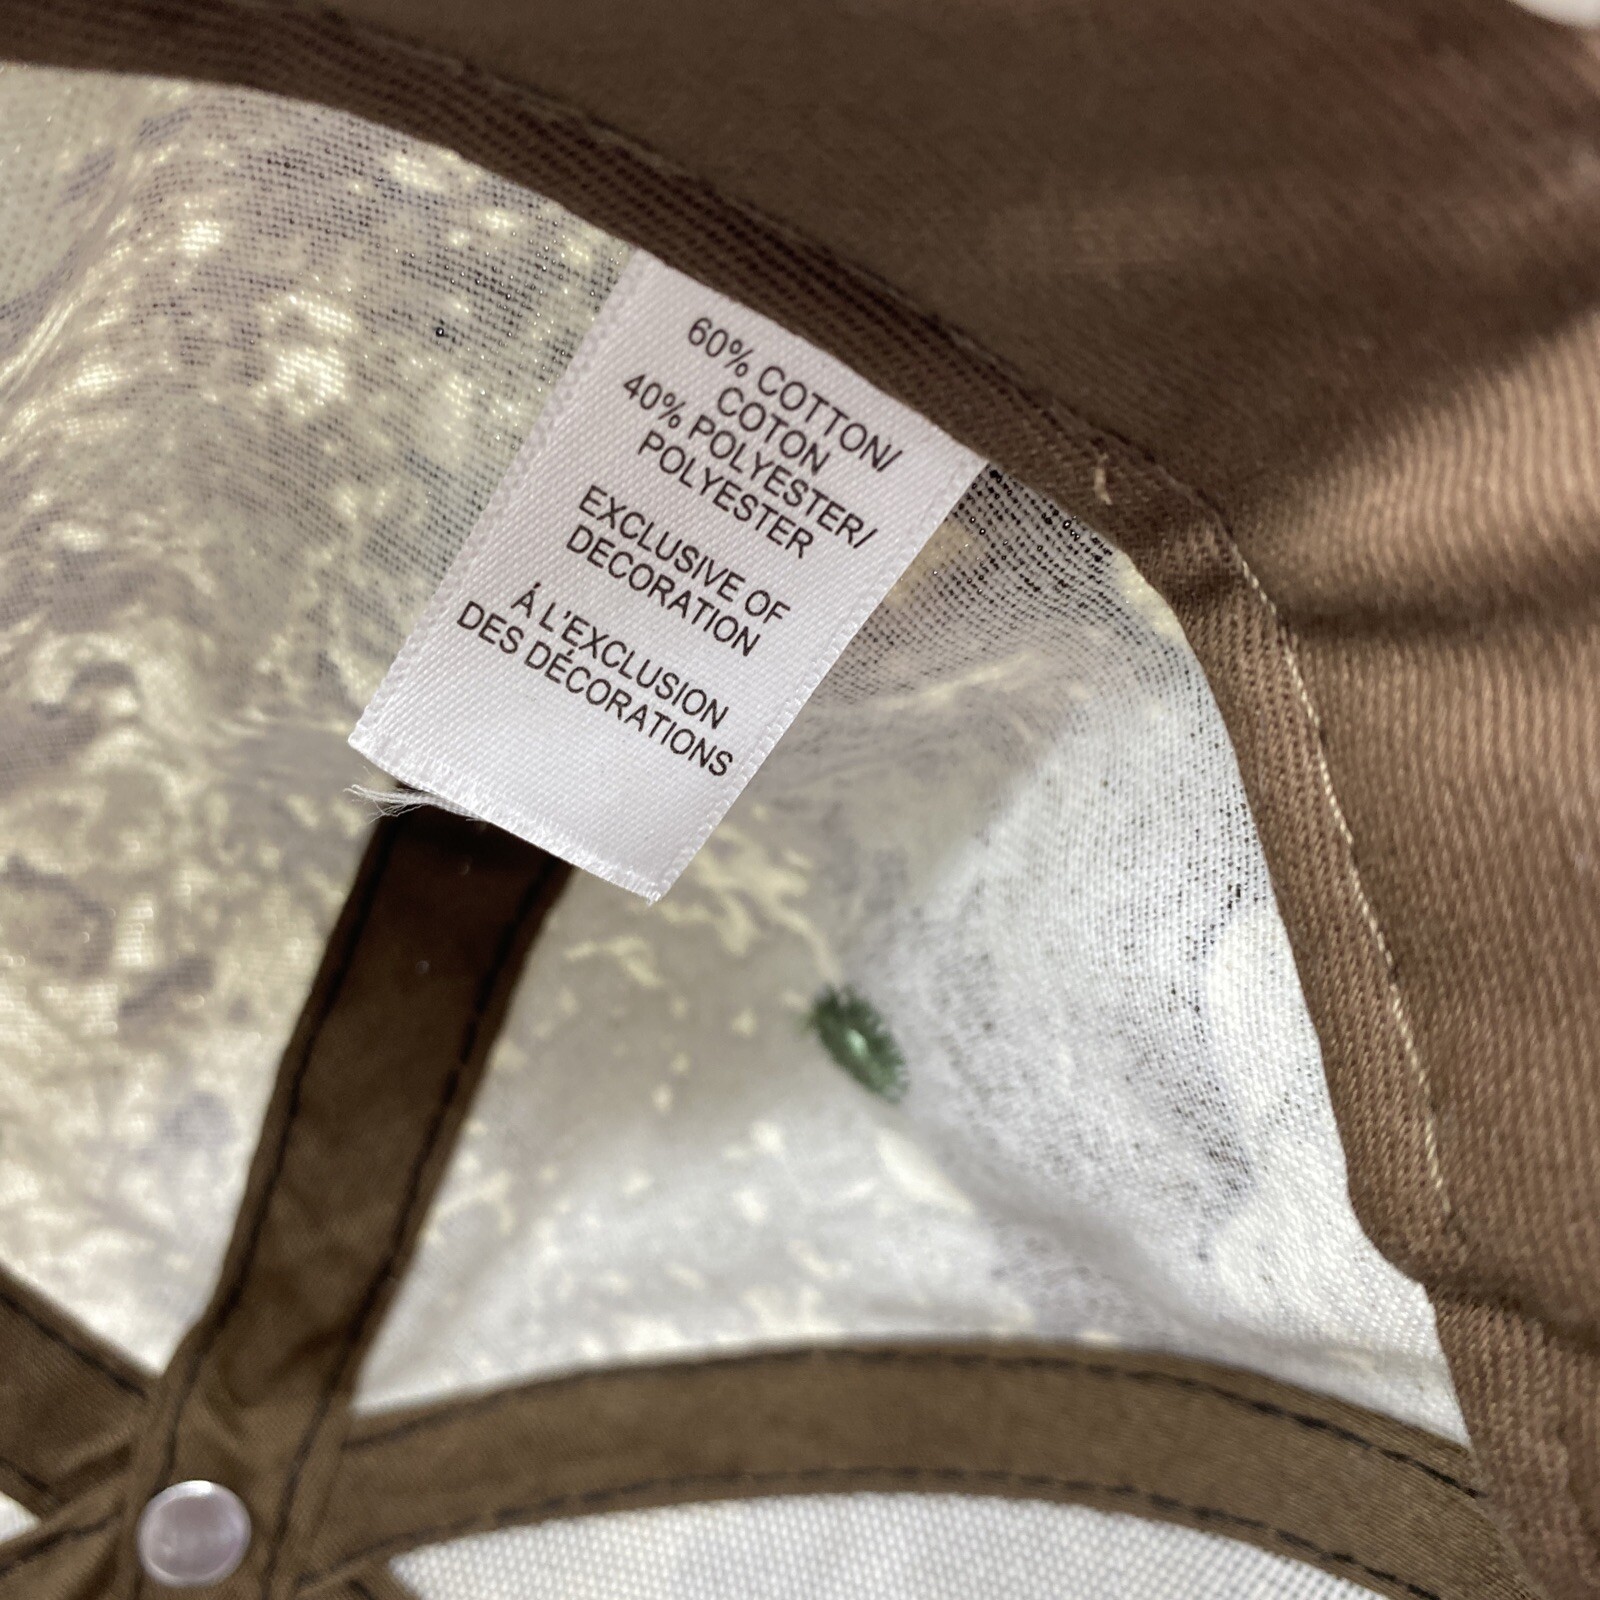 60% COTTON/
COTON
40% POLYESTER/
POLYESTER
EXCLUSIVE OF
DECORATION
Á L'EXCLUSION
DES DÉCORATIONS